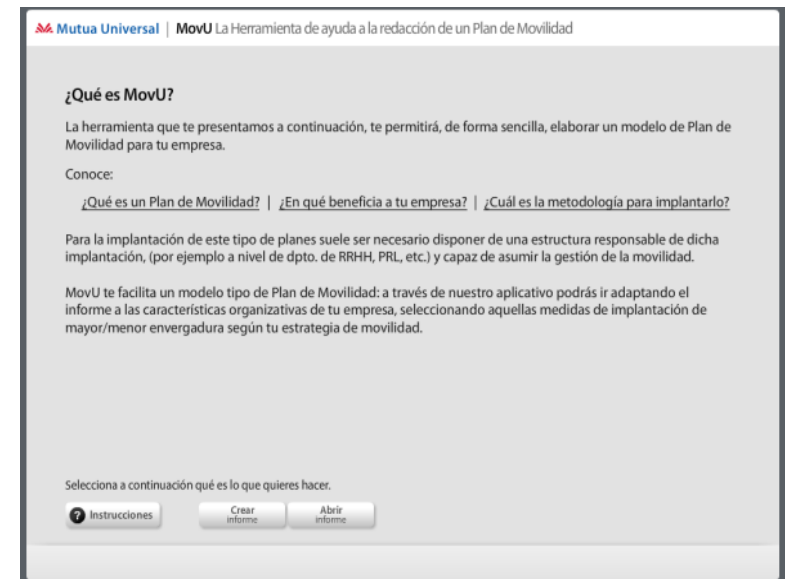 Mutua Universal | MovU La Herramienta de ayuda a la redacción de un Plan de Movilidad
¿Qué es MovU?
La herramienta que te presentamos a continuación, te permitirá, de forma sencilla, elaborar un modelo de Plan de
Movilidad para tu empresa.
Conoce:
¿Qué es un Plan de Movilidad? | ¿En qué beneficia a tu empresa? | ¿Cuál es la metodología para implantarlo?
Para la implantación de este tipo de planes suele ser necesario disponer de una estructura responsable de dicha
implantación, (por ejemplo a nivel de dpto. de RRHH, PRL, etc.) y capaz de asumir la gestión de la movilidad.
MovU te facilita un modelo tipo de Plan de Movilidad: a través de nuestro aplicativo podrás ir adaptando el
informe a las características organizativas de tu empresa, seleccionando aquellas medidas de implantación de
mayor/menor envergadura según tu estrategia de movilidad.
Selecciona a continuación qué es lo que quieres hacer.
? Instrucciones
Crear
informe
Abrir
informe